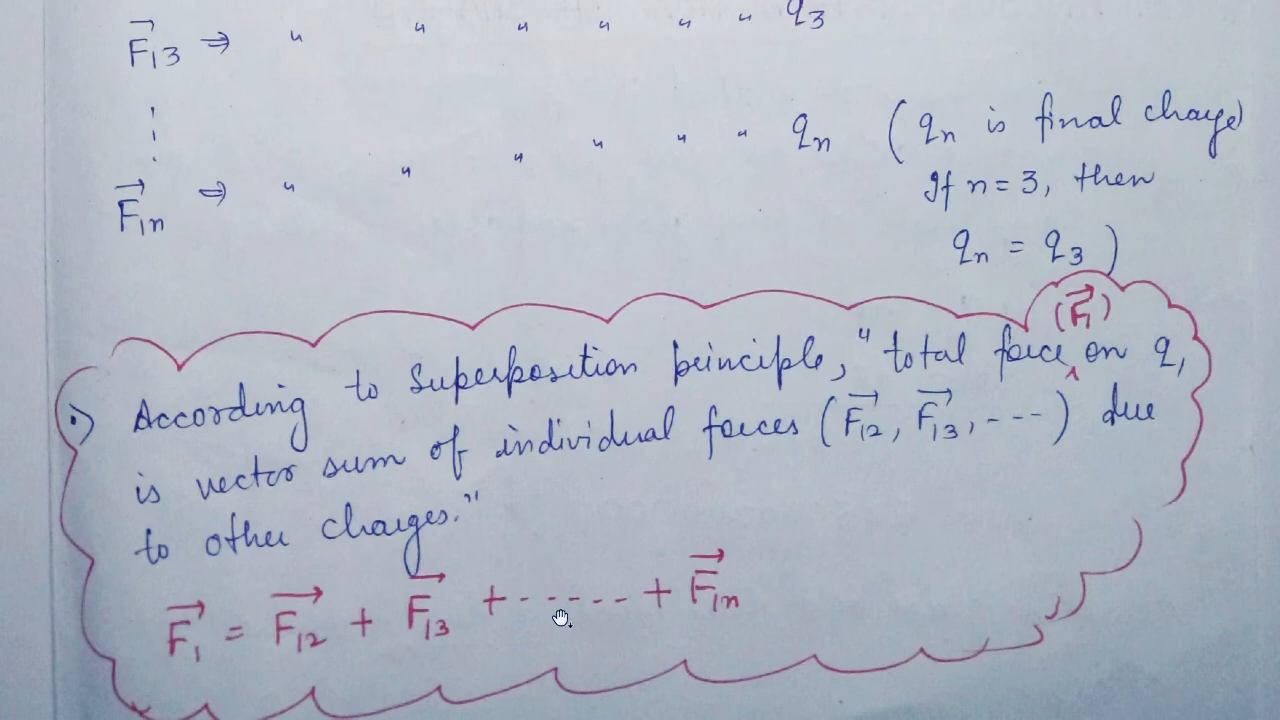 F⃗13 ⇒ " " " " " " q3
F⃗1n ⇒ " " " " " " qn (qn is final charge
If n = 3, then
qn = q3)
(F⃗1)
•) According to Superposition principle, "total force ^ on q1
is vector sum of individual forces (F⃗12, F⃗13, ----) due
to other charges."
F⃗1 = F⃗12 + F⃗13 + ------ + F⃗1n